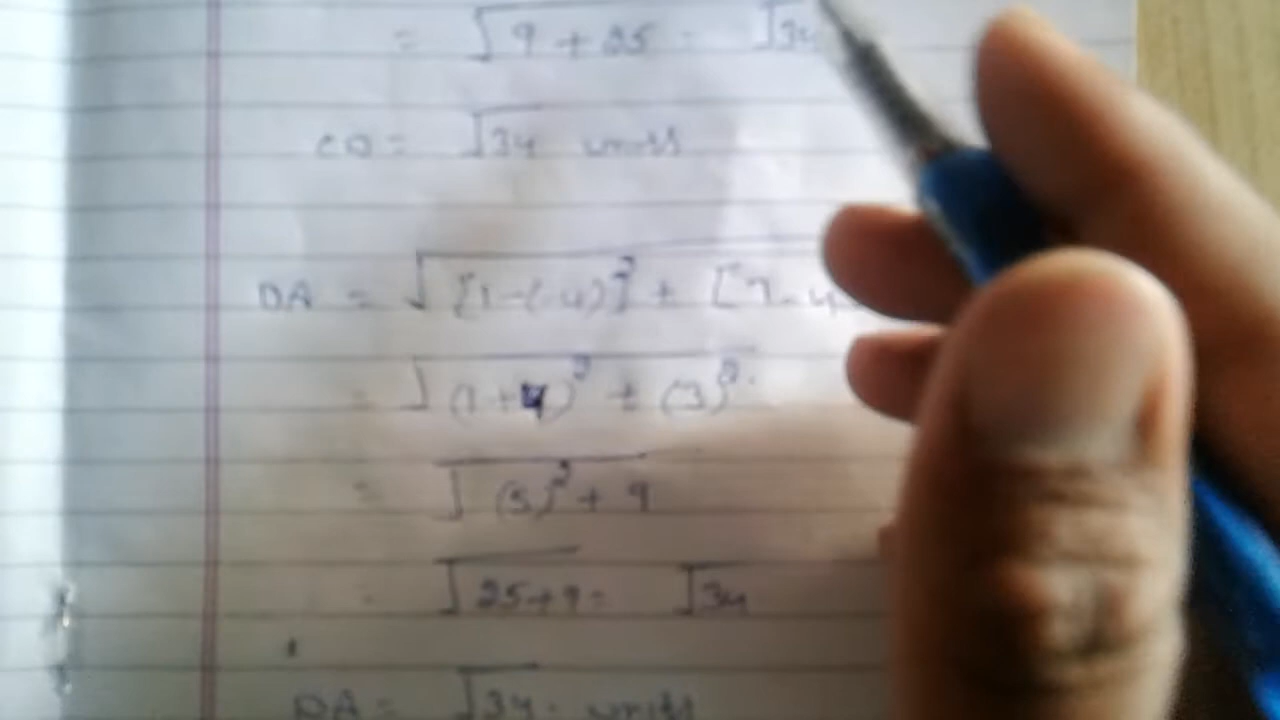 = √9 + 25 = √34
CD = √34 units
DA = √[1-(-4)]² + [7-4
= √(1+4)² + (3)²
= √(5)² + 9
= √25+9 = √34
DA = √34 units